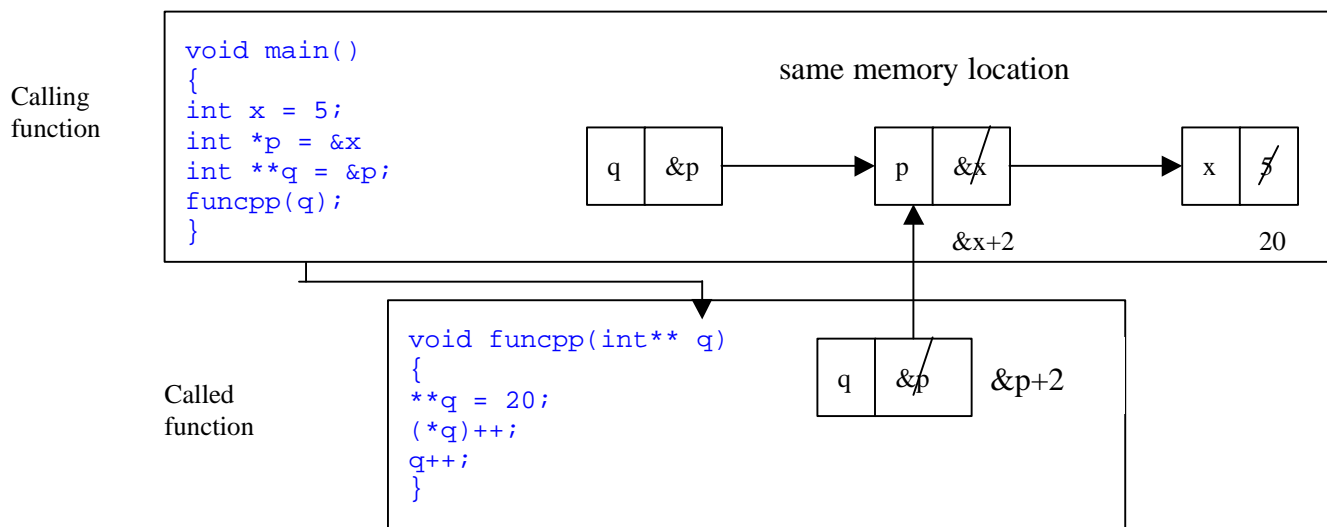 Calling
function
void main()
{
int x = 5;
int *p = &x
int **q = &p;
funcpp(q);
}
same memory location
q &p
p &x
x 5
&x+2
20
Called
function
void funcpp(int** q)
{
**q = 20;
(*q)++;
q++;
}
q &p
&p+2